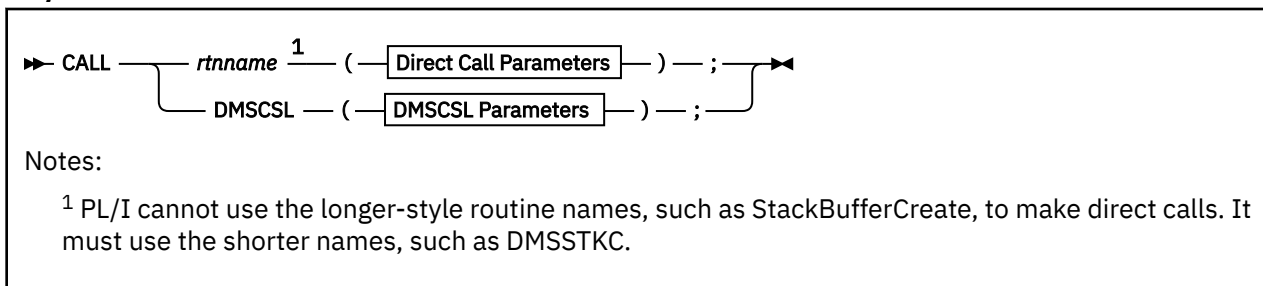 CALL rtnname 1 ( Direct Call Parameters ) ;
DMSCSL ( DMSCSL Parameters ) ;
Notes:
1 PL/I cannot use the longer-style routine names, such as StackBufferCreate, to make direct calls. It
must use the shorter names, such as DMSSTKC.